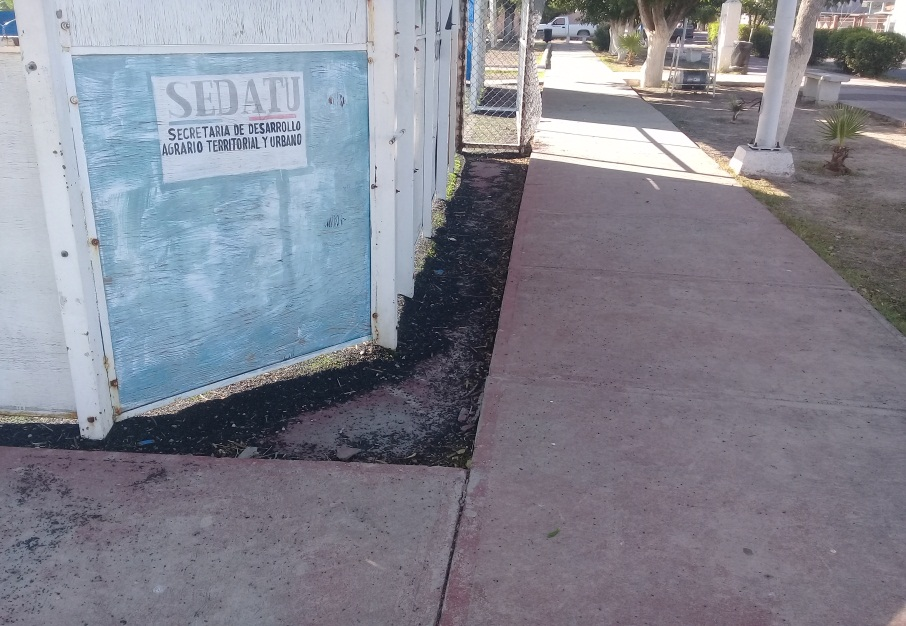 SEDATU
SECRETARIA DE DESARROLLO
AGRARIO TERRITORIAL Y URBANO